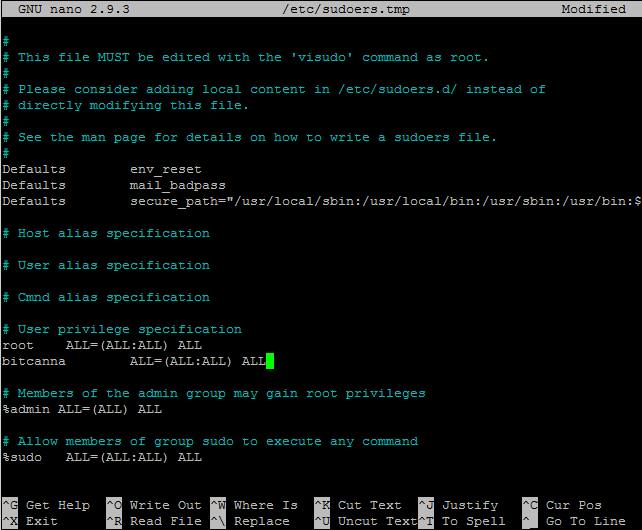 GNU nano 2.9.3 /etc/sudoers.tmp Modified
#
# This file MUST be edited with the 'visudo' command as root.
#
# Please consider adding local content in /etc/sudoers.d/ instead of
# directly modifying this file.
#
# See the man page for details on how to write a sudoers file.
#
Defaults env_reset
Defaults mail_badpass
Defaults secure_path="/usr/local/sbin:/usr/local/bin:/usr/sbin:/usr/bin:$
# Host alias specification
# User alias specification
# Cmnd alias specification
# User privilege specification
root ALL=(ALL:ALL) ALL
bitcanna ALL=(ALL:ALL) ALL
# Members of the admin group may gain root privileges
%admin ALL=(ALL) ALL
# Allow members of group sudo to execute any command
%sudo ALL=(ALL:ALL) ALL
^G Get Help ^O Write Out ^W Where Is ^K Cut Text ^J Justify ^C Cur Pos
^X Exit ^R Read File ^\ Replace ^U Uncut Text ^T To Spell ^_ Go To Line